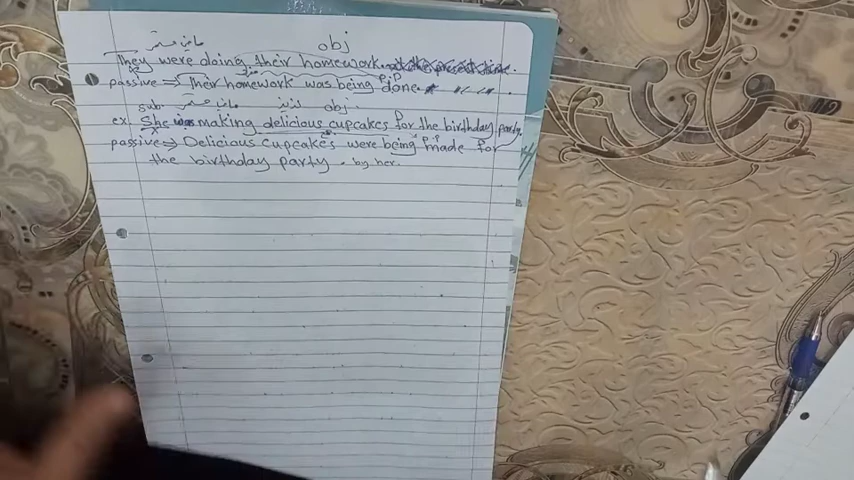 ماضي مستمر obj
They were doing their homework.
passive ⇒ Their homework was being done. p.p
sub ماضي مستمر لذيذ obj.
ex. She was making delicious cupcakes for the birthday party.
passive ⇒ Delicious Cupcakes were being made for p.p
the birthday party. by her.